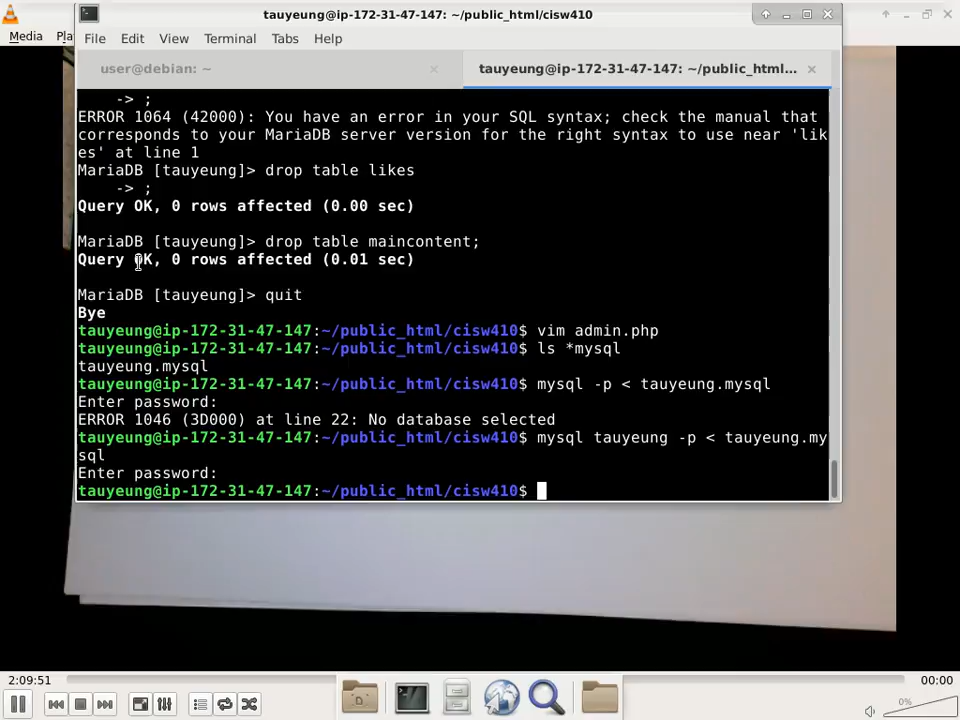 tauyeung@ip-172-31-47-147: ~/public_html/cisw410
Media
File Edit View Terminal Tabs Help
user@debian: ~
tauyeung@ip-172-31-47-147: ~/public_html...
-> ;
ERROR 1064 (42000): You have an error in your SQL syntax; check the manual that
corresponds to your MariaDB server version for the right syntax to use near 'lik
es' at line 1
MariaDB [tauyeung]> drop table likes
-> ;
Query OK, 0 rows affected (0.00 sec)
MariaDB [tauyeung]> drop table maincontent;
Query OK, 0 rows affected (0.01 sec)
MariaDB [tauyeung]> quit
Bye
tauyeung@ip-172-31-47-147:~/public_html/cisw410$ vim admin.php
tauyeung@ip-172-31-47-147:~/public_html/cisw410$ ls *mysql
tauyeung.mysql
tauyeung@ip-172-31-47-147:~/public_html/cisw410$ mysql -p < tauyeung.mysql
Enter password:
ERROR 1046 (3D000) at line 22: No database selected
tauyeung@ip-172-31-47-147:~/public_html/cisw410$ mysql tauyeung -p < tauyeung.my
sql
Enter password:
tauyeung@ip-172-31-47-147:~/public_html/cisw410$
2:09:51
00:00
0%